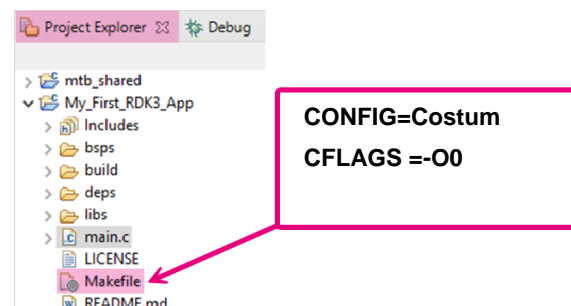 Project Explorer Debug
mtb_shared
My_First_RDK3_App
Includes
bsps
build
deps
libs
main.c
LICENSE
Makefile
README.md
CONFIG=Costum
CFLAGS =-O0